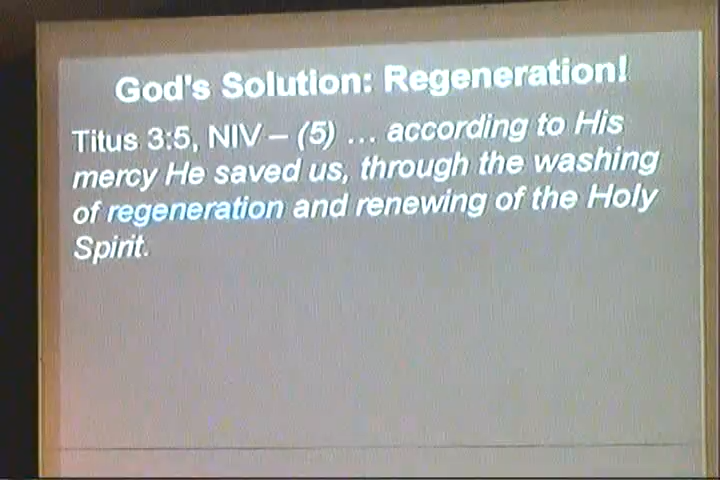 God's Solution: Regeneration!
Titus 3:5, NIV – (5) … according to His
mercy He saved us, through the washing
of regeneration and renewing of the Holy
Spirit.